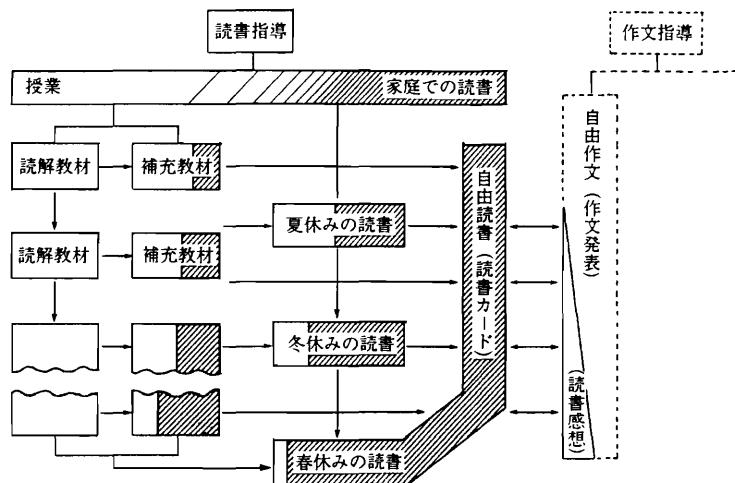 読書指導
作文指導
授業
家庭での読書
読解教材
補充教材
夏休みの読書
読解教材
補充教材
冬休みの読書
春休みの読書
自由読書（読書カード）
自由作文（作文発表）
（読書感想）